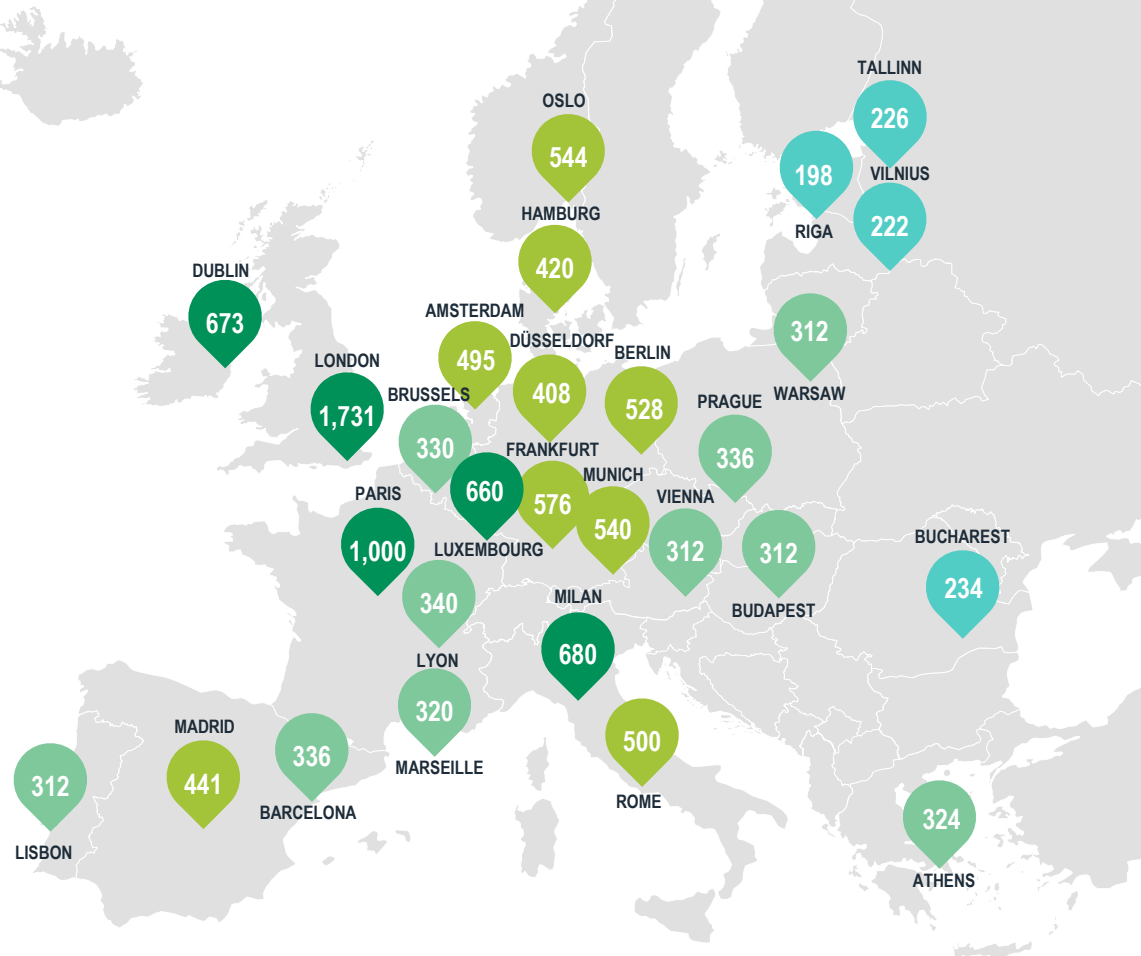 TALLINN
226
OSLO
544
198
RIGA
VILNIUS
222
HAMBURG
420
DUBLIN
673
AMSTERDAM
495
312
WARSAW
DÜSSELDORF
408
BERLIN
528
LONDON
1,731
BRUSSELS
330
PRAGUE
336
FRANKFURT
576
660
LUXEMBOURG
MUNICH
540
PARIS
1,000
VIENNA
312
312
BUDAPEST
BUCHAREST
234
340
LYON
MILAN
680
320
MARSEILLE
MADRID
441
336
BARCELONA
500
ROME
312
LISBON
324
ATHENS